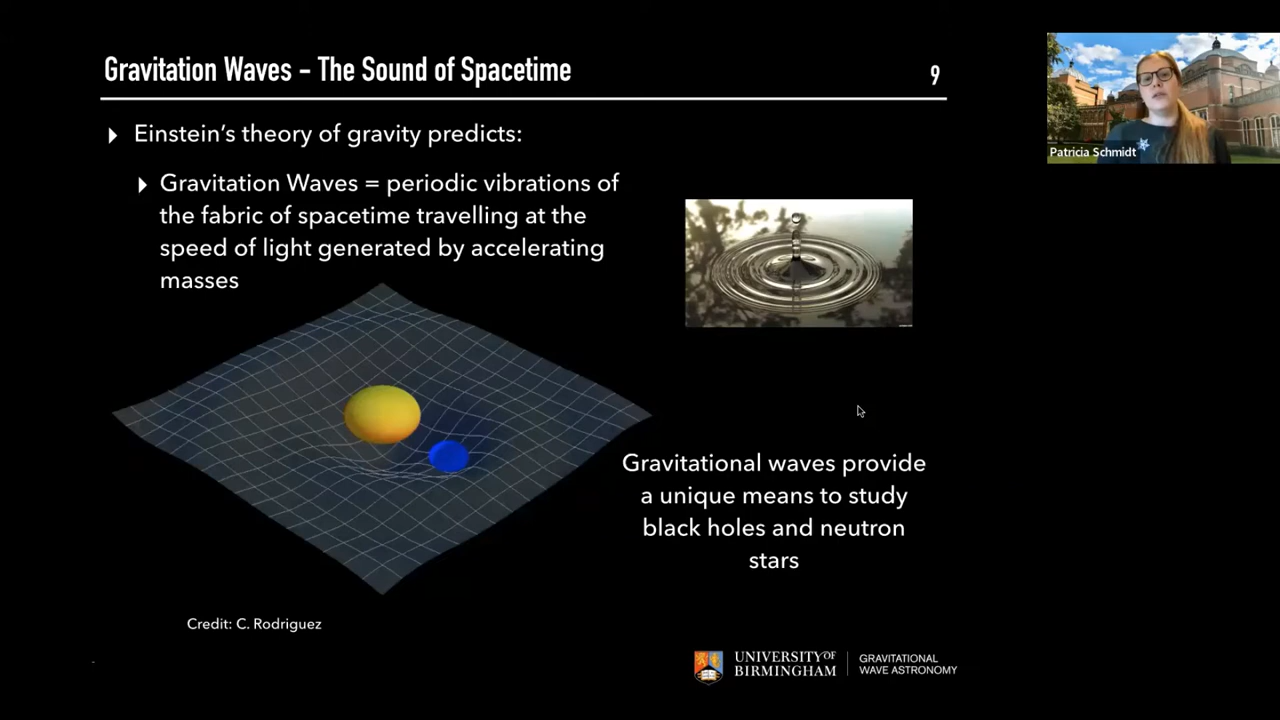 Gravitation Waves – The Sound of Spacetime
9
Einstein's theory of gravity predicts:
Gravitation Waves = periodic vibrations of
the fabric of spacetime travelling at the
speed of light generated by accelerating
masses
Patricia Schmidt
Gravitational waves provide
a unique means to study
black holes and neutron
stars
Credit: C. Rodriguez
UNIVERSITY OF
BIRMINGHAM
GRAVITATIONAL
WAVE ASTRONOMY